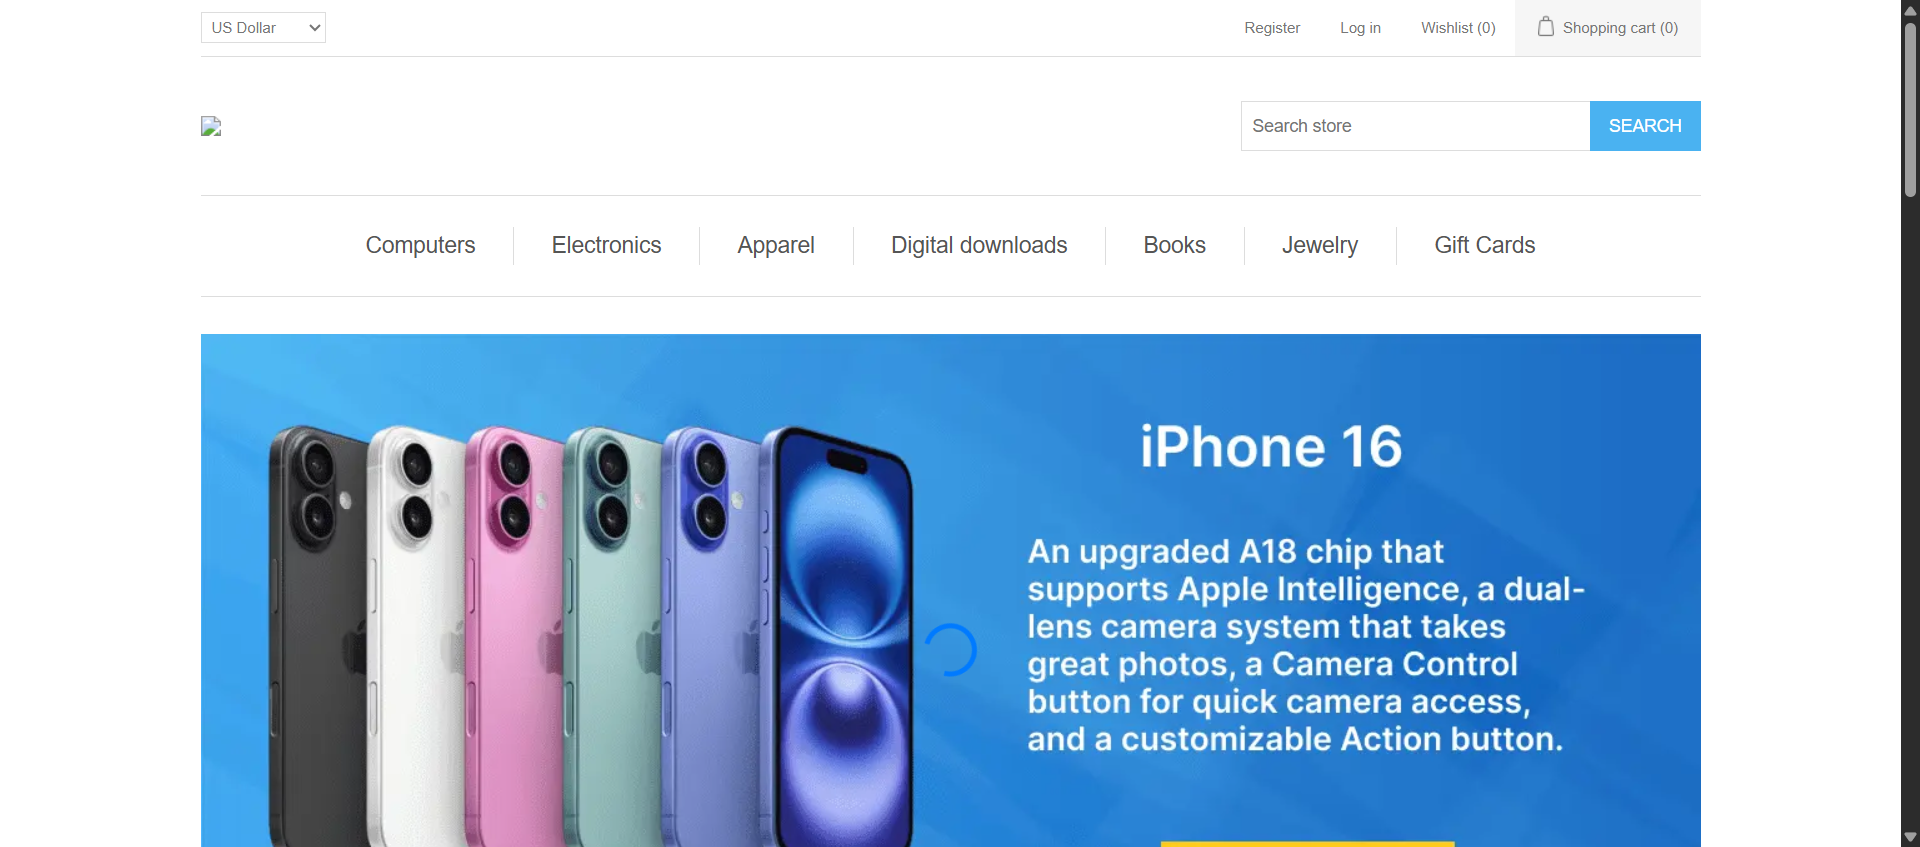 US Dollar
Register
Log in
Wishlist (0)
Shopping cart (0)
Search store
SEARCH
Computers
Electronics
Apparel
Digital downloads
Books
Jewelry
Gift Cards
iPhone 16
An upgraded A18 chip that
supports Apple Intelligence, a dual-
lens camera system that takes
great photos, a Camera Control
button for quick camera access,
and a customizable Action button.